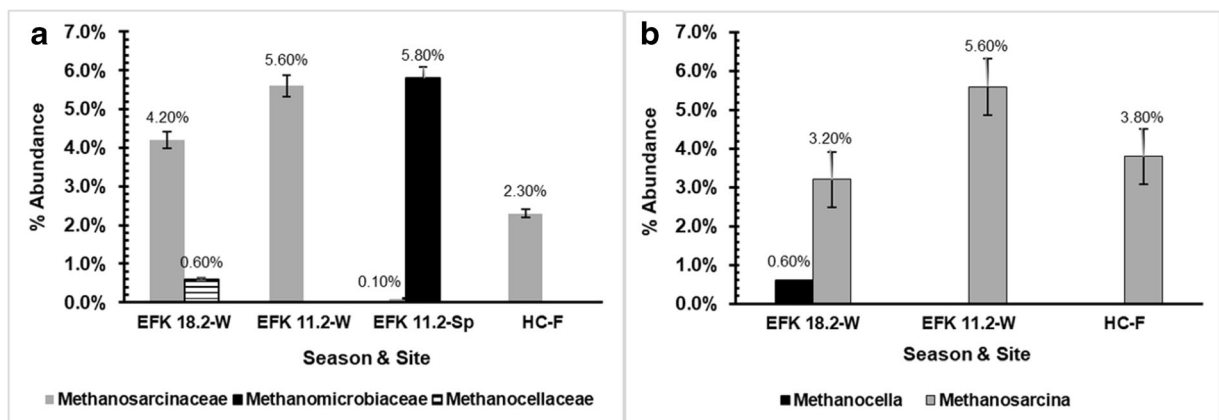 a
7.0%
6.0%
5.0%
4.0%
3.0%
2.0%
1.0%
0.0%
% Abundance
4.20%
0.60%
5.60%
0.10%
5.80%
2.30%
EFK 18.2-W EFK 11.2-W EFK 11.2-Sp HC-F
Season & Site
Methanosarcinaceae Methanomicrobiaceae Methanocellaceae
b
7.0%
6.0%
5.0%
4.0%
3.0%
2.0%
1.0%
0.0%
% Abundance
0.60%
3.20%
5.60%
3.80%
EFK 18.2-W EFK 11.2-W HC-F
Season & Site
Methanocella Methanosarcina